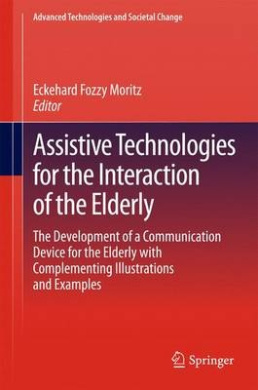 Advanced Technologies and Societal Change
Eckehard Fozzy Moritz
Editor
Assistive Technologies
for the Interaction
of the Elderly
The Development of a Communication
Device for the Elderly with
Complementing Illustrations
and Examples
Springer